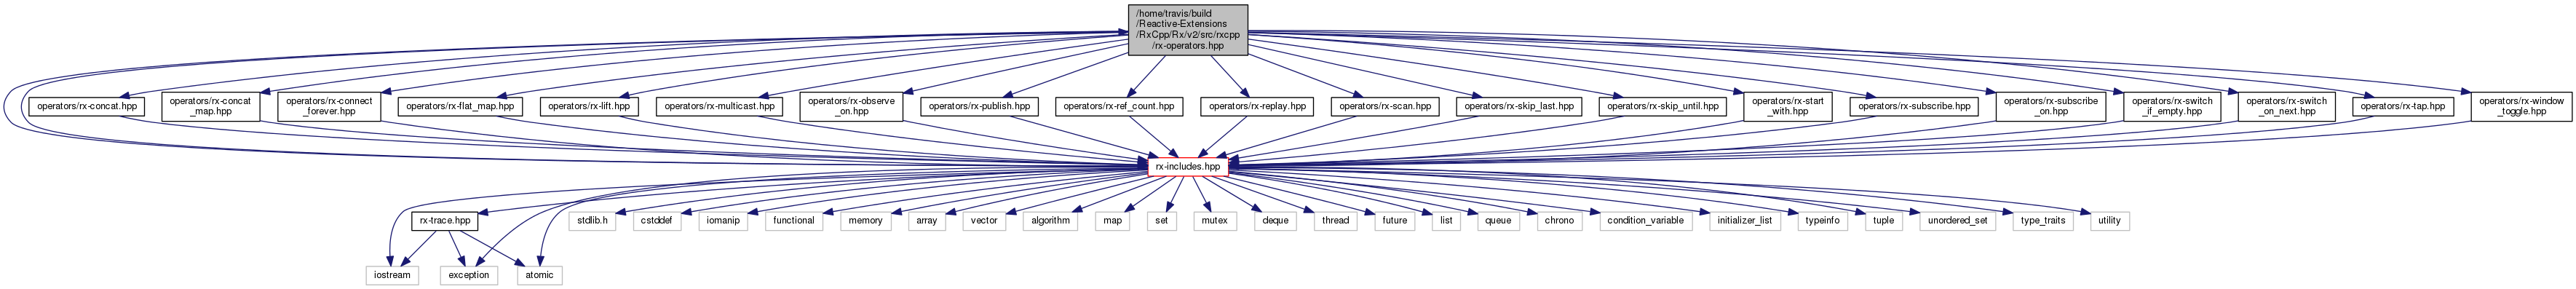 /home/travis/build
/Reactive-Extensions
/RxCpp/Rx/v2/src/rxcpp
/rx-operators.hpp
operators/rx-concat.hpp
operators/rx-concat
_map.hpp
operators/rx-connect
_forever.hpp
operators/rx-flat_map.hpp
operators/rx-lift.hpp
operators/rx-multicast.hpp
operators/rx-observe
_on.hpp
operators/rx-publish.hpp
operators/rx-ref_count.hpp
operators/rx-replay.hpp
operators/rx-scan.hpp
operators/rx-skip_last.hpp
operators/rx-skip_until.hpp
operators/rx-start
_with.hpp
operators/rx-subscribe.hpp
operators/rx-subscribe
_on.hpp
operators/rx-switch
_if_empty.hpp
operators/rx-switch
_on_next.hpp
operators/rx-tap.hpp
operators/rx-window
_toggle.hpp
rx-includes.hpp
rx-trace.hpp
stdlib.h
cstddef
iomanip
functional
memory
array
vector
algorithm
map
set
mutex
deque
thread
future
list
queue
chrono
condition_variable
initializer_list
typeinfo
tuple
unordered_set
type_traits
utility
iostream
exception
atomic